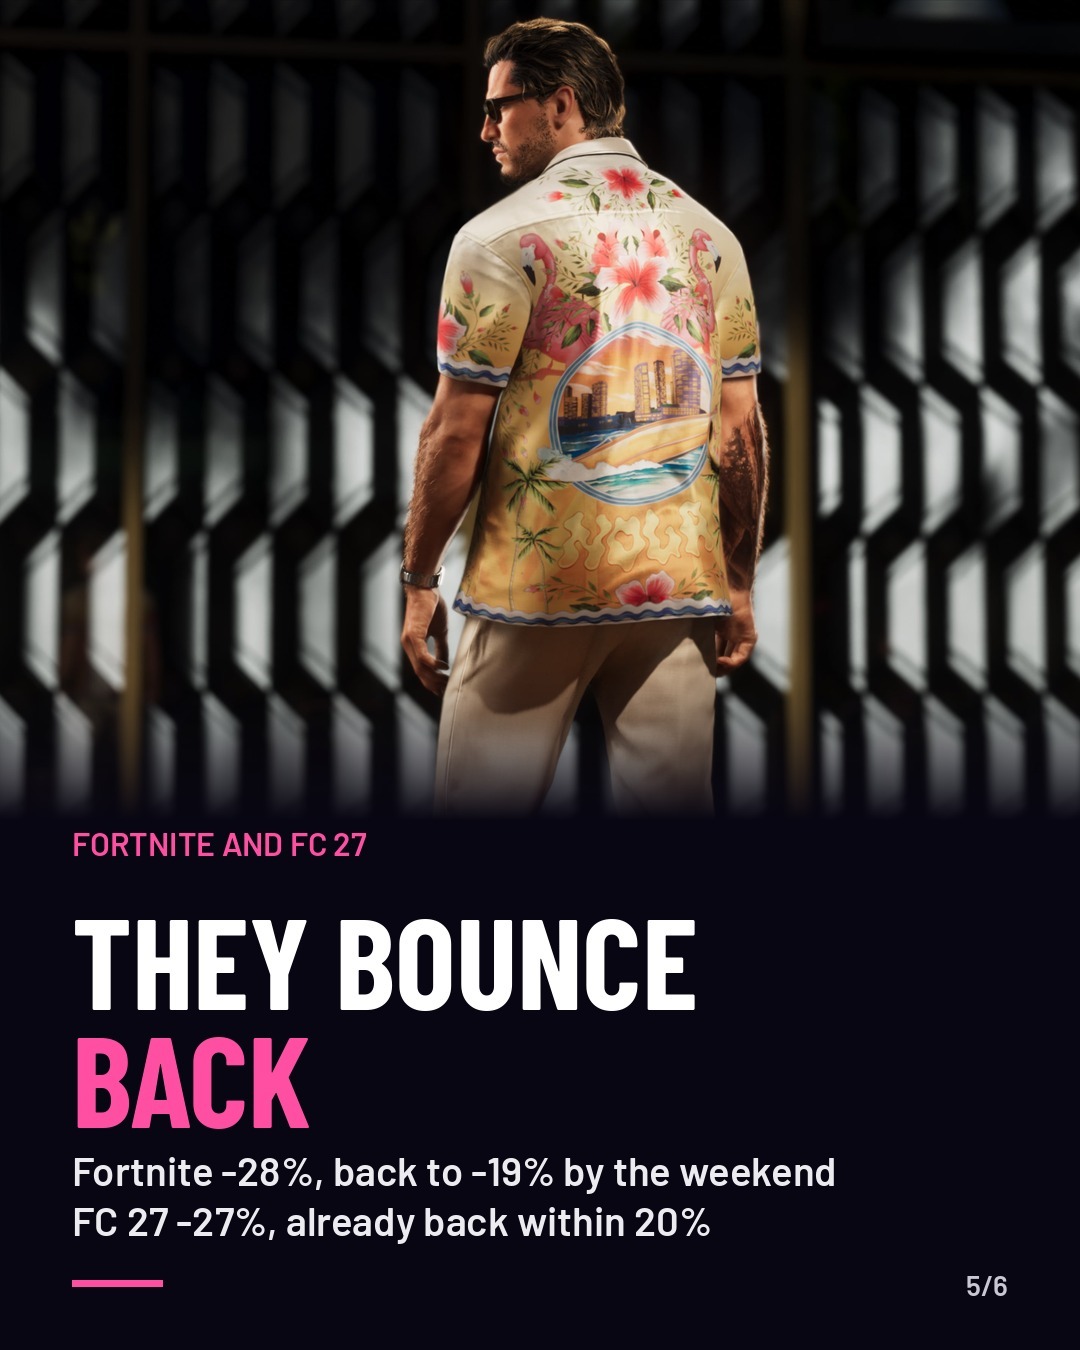 FORTNITE AND FC 27
THEY BOUNCE
BACK
Fortnite -28%, back to -19% by the weekend
FC 27 -27%, already back within 20%
5/6